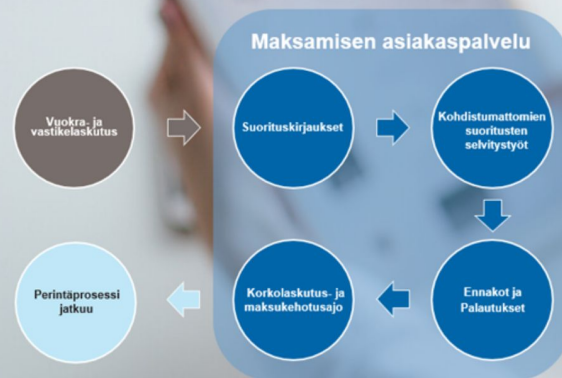 Maksamisen asiakaspalvelu
Vuokra- ja
vastikelaskutus
Suorituskirjaukset
Kohdistumattomien
suoritusten
selvitystyöt
Ennakot ja
Palautukset
Korkolaskutus- ja
maksukehotusajo
Perintäprosessi
jatkuu